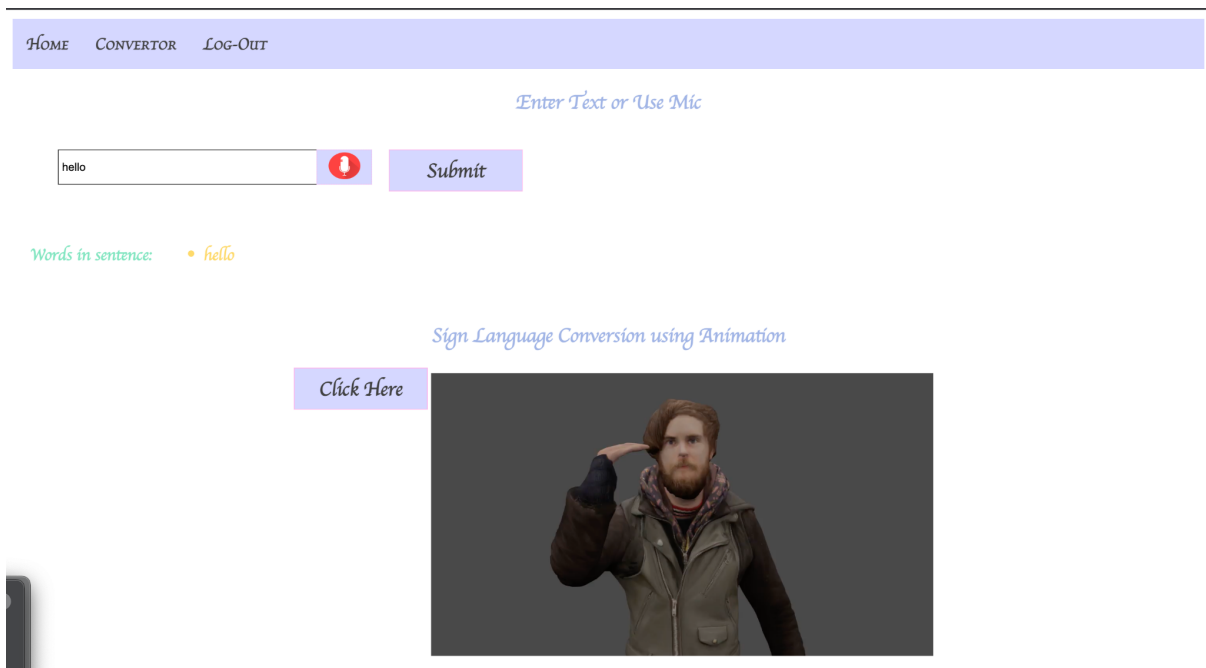 Home Convertor Log-Out
Enter Text or Use Mic
hello Submit
Words in sentence: • hello
Sign Language Conversion using Animation
Click Here